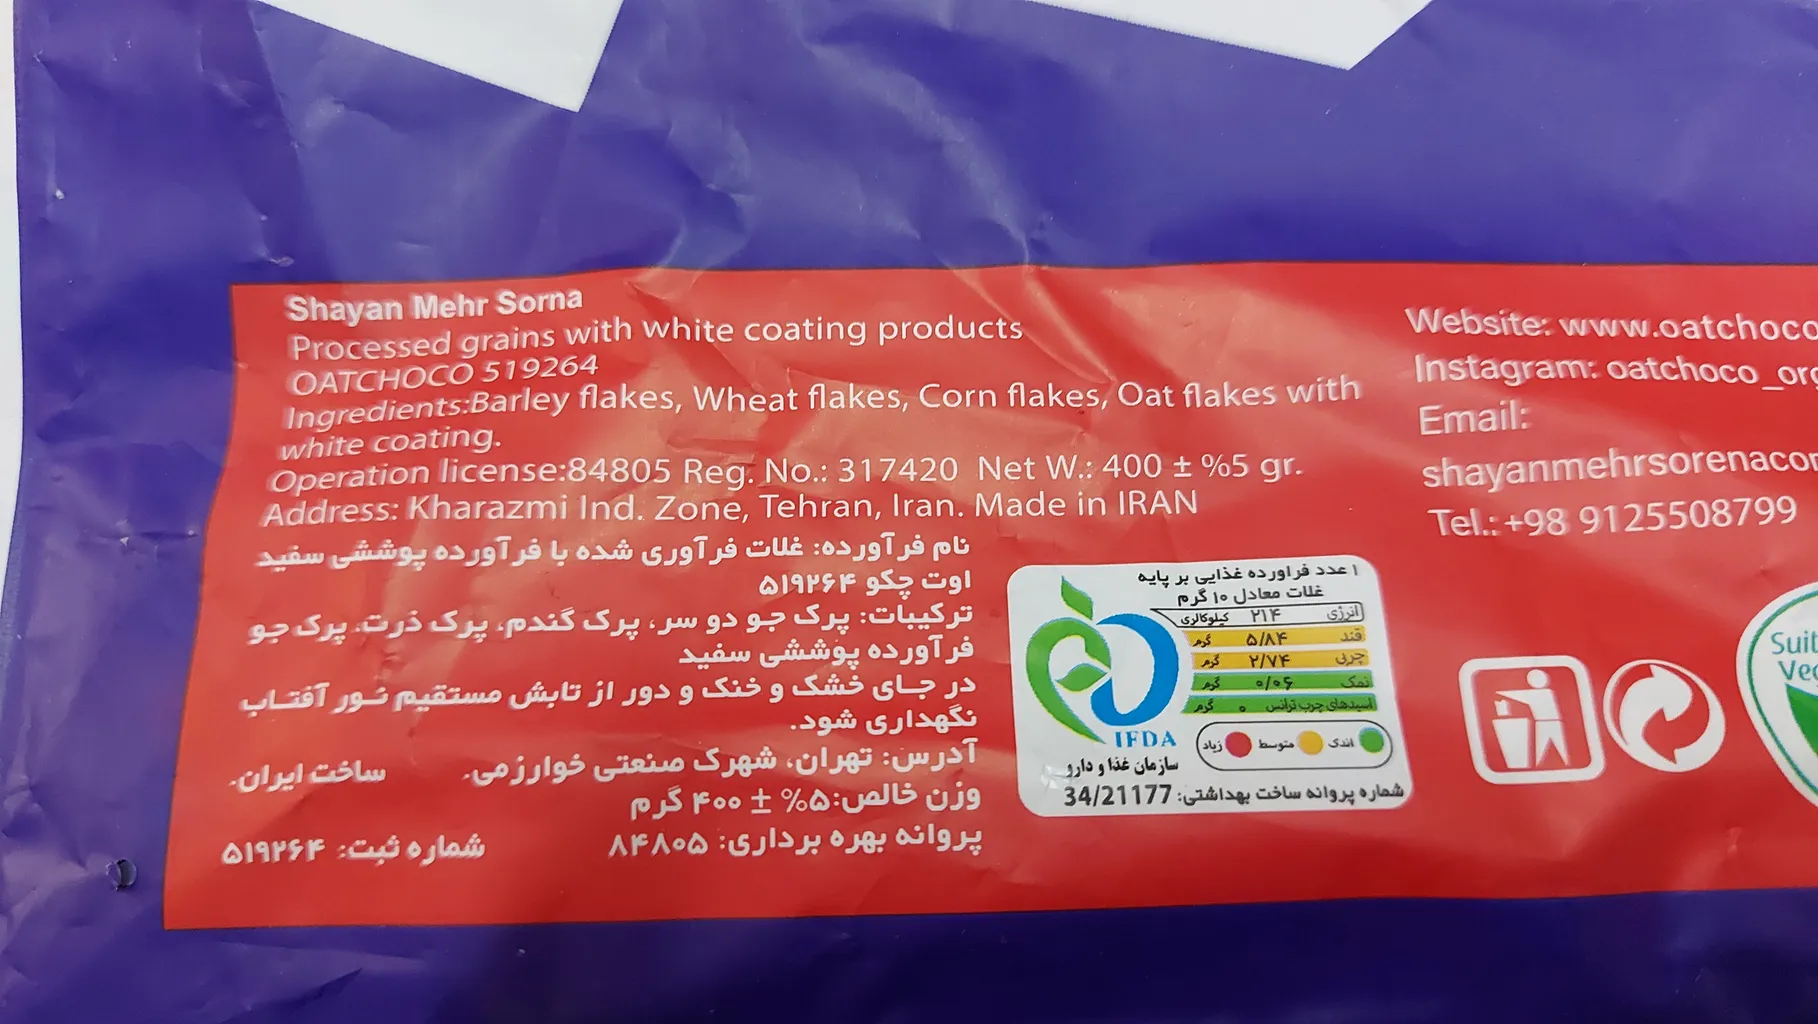 Shayan Mehr Sorna
Processed grains with white coating products
OATCHOCO 519264
Ingredients:Barley flakes, Wheat flakes, Corn flakes, Oat flakes with
white coating.
Operation license:84805 Reg. No.: 317420 Net W.: 400 ± %5 gr.
Address: Kharazmi Ind. Zone, Tehran, Iran. Made in IRAN
نام فرآورده: غلات فرآوری شده با فرآورده پوششی سفید
اوت چکو ۵۱۹۲۶۴
ترکیبات: پرک جو دو سر، پرک گندم، پرک ذرت، پرک جو
فرآورده پوششی سفید
در جای خشک و خنک و دور از تابش مستقیم نور آفتاب
نگهداری شود.
آدرس: تهران، شهرک صنعتی خوارزمی. ساخت ایران.
وزن خالص:۵% ± ۴۰۰ گرم
پروانه بهره برداری: ۸۴۸۰۵ شماره ثبت: ۵۱۹۲۶۴
۱ عدد فراورده غذایی بر پایه
غلات معادل ۱۰ گرم
انرژی ۲۱۴ کیلوکالری
قند ۵/۸۴ گرم
چربی ۲/۷۴ گرم
نمک ۰/۰۶ گرم
اسیدهای چرب ترانس ۰ گرم
اندک متوسط زیاد
IFDA
سازمان غذا و دارو
شماره پروانه ساخت بهداشتی: 34/21177
Website: www.oatchoco
Instagram: oatchoco_org
Email:
shayanmehrsorenacom
Tel.: +98 9125508799
Suit
Veg